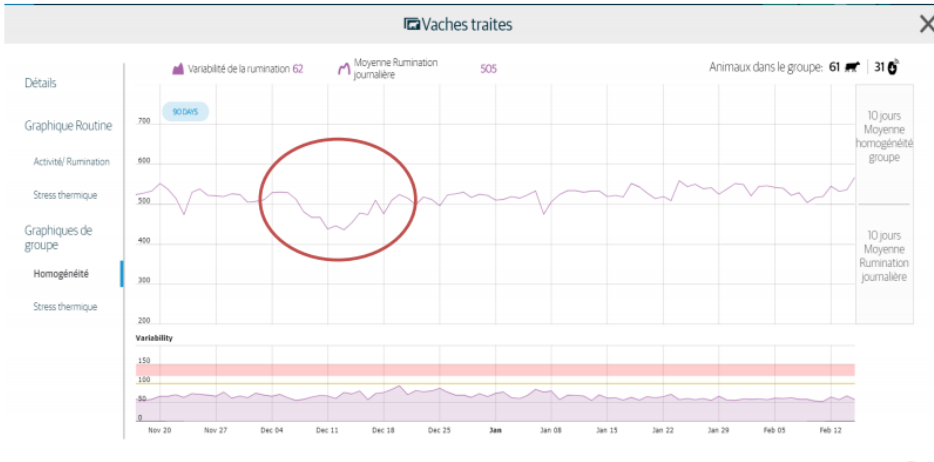 Vaches traites
Variabilité de la rumination 62
Moyenne Rumination
journalière
505
Animaux dans le groupe: 61 31
Détails
Graphique Routine
Activité/ Rumination
Stress thermique
Graphiques de
groupe
Homogénéité
Stress thermique
90 DAYS
700
600
500
400
300
200
10 jours
Moyenne
homogénéité
groupe
10 jours
Moyenne
Rumination
journalière
Variability
150
100
50
0
Nov 20 Nov 27 Dec 04 Dec 11 Dec 18 Dec 25 Jan Jan 08 Jan 15 Jan 22 Jan 29 Feb 05 Feb 12